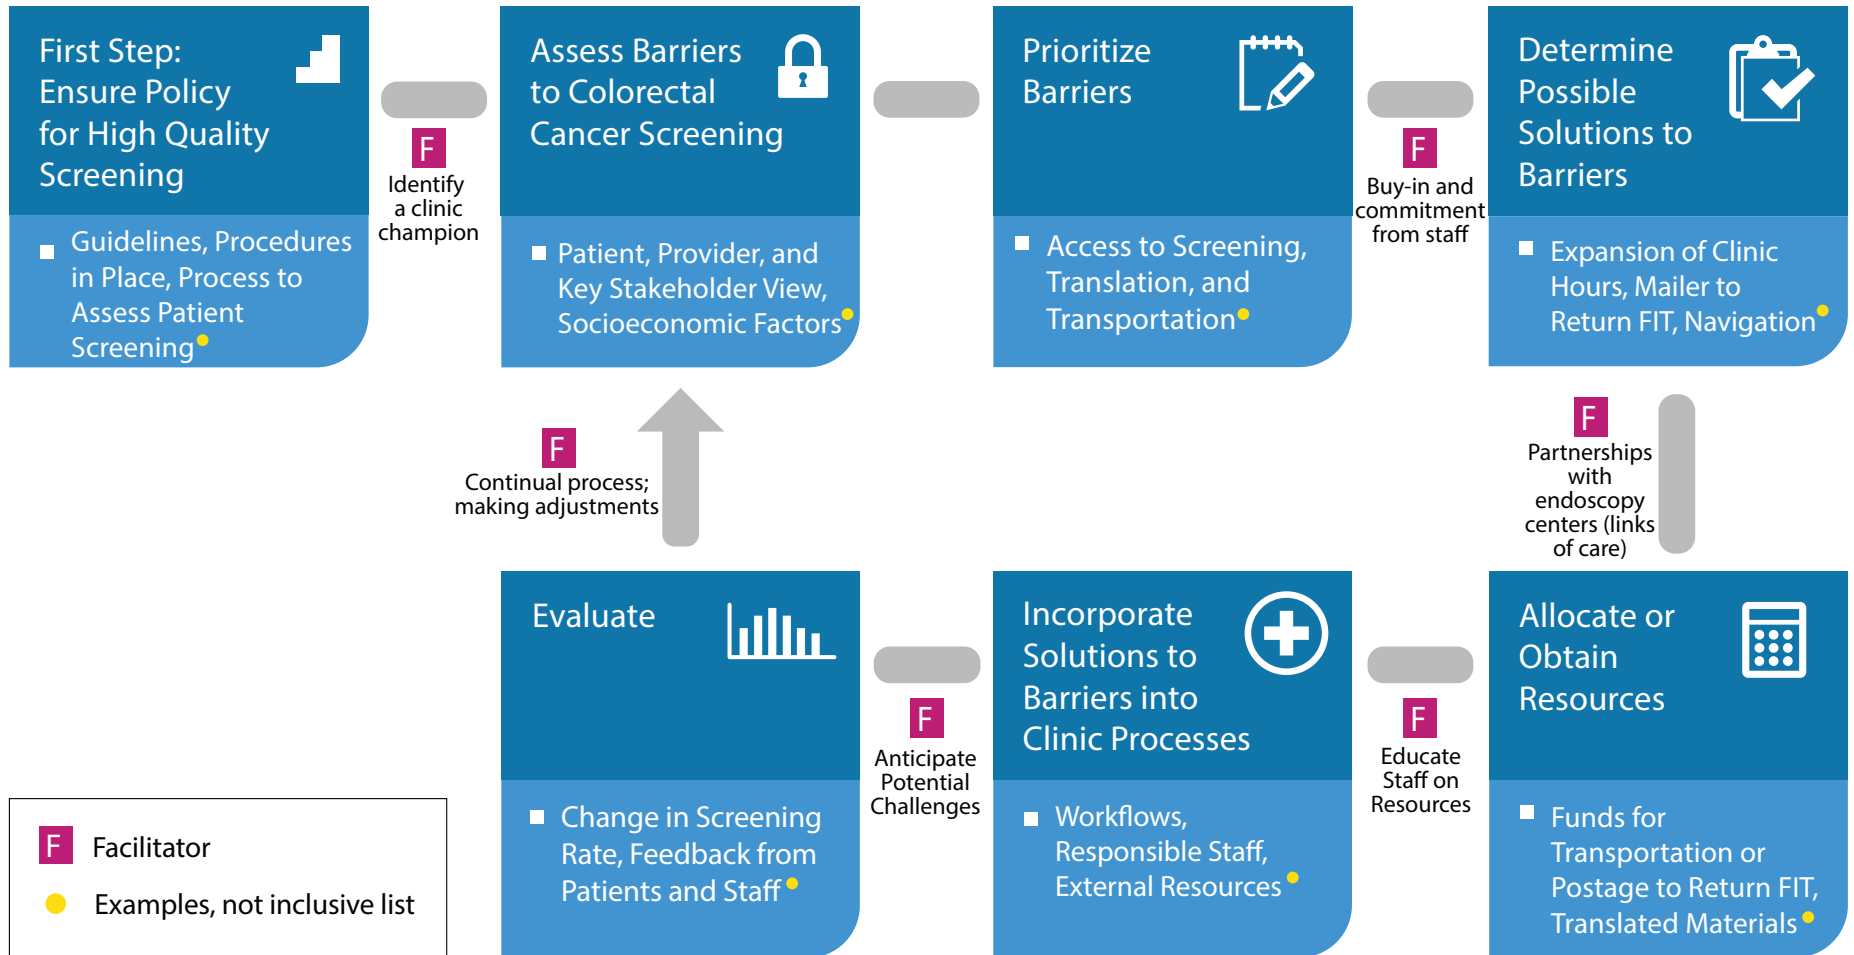 First Step:
Ensure Policy
for High Quality
Screening
Guidelines, Procedures
in Place, Process to
Assess Patient
Screening
F
Identify
a clinic
champion
Assess Barriers
to Colorectal
Cancer Screening
Patient, Provider, and
Key Stakeholder View,
Socioeconomic Factors
Prioritize
Barriers
Access to Screening,
Translation, and
Transportation
F
Buy-in and
commitment
from staff
Determine
Possible
Solutions to
Barriers
Expansion of Clinic
Hours, Mailer to
Return FIT, Navigation
F
Partnerships
with
endoscopy
centers (links
of care)
Allocate or
Obtain
Resources
Funds for
Transportation or
Postage to Return FIT,
Translated Materials
F
Educate
Staff on
Resources
Incorporate
Solutions to
Barriers into
Clinic Processes
Workflows,
Responsible Staff,
External Resources
F
Anticipate
Potential
Challenges
Evaluate
Change in Screening
Rate, Feedback from
Patients and Staff
F
Continual process;
making adjustments
F Facilitator
Examples, not inclusive list